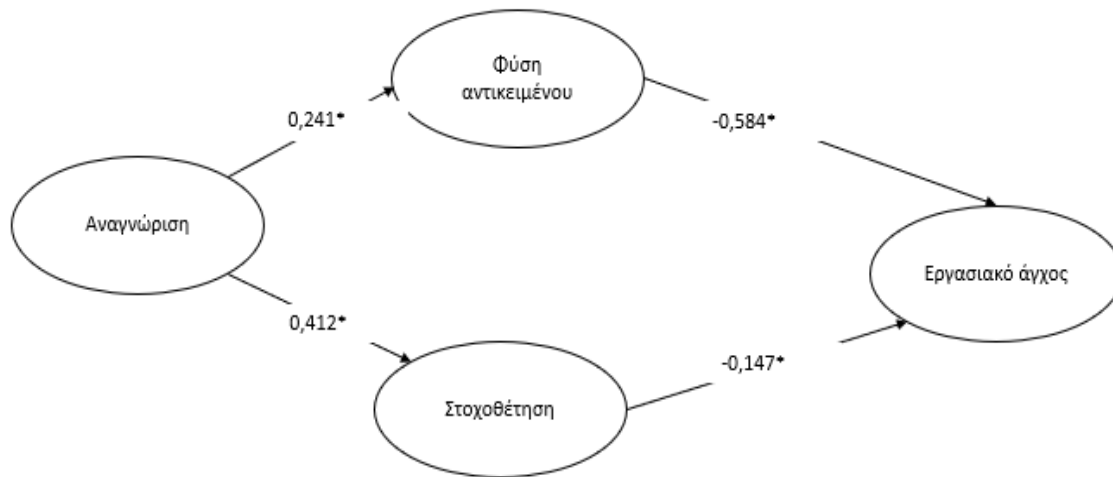 Φύση
αντικειμένου
0,241*
-0,584*
Αναγνώριση
Εργασιακό άγχος
0,412*
-0,147*
Στοχοθέτηση